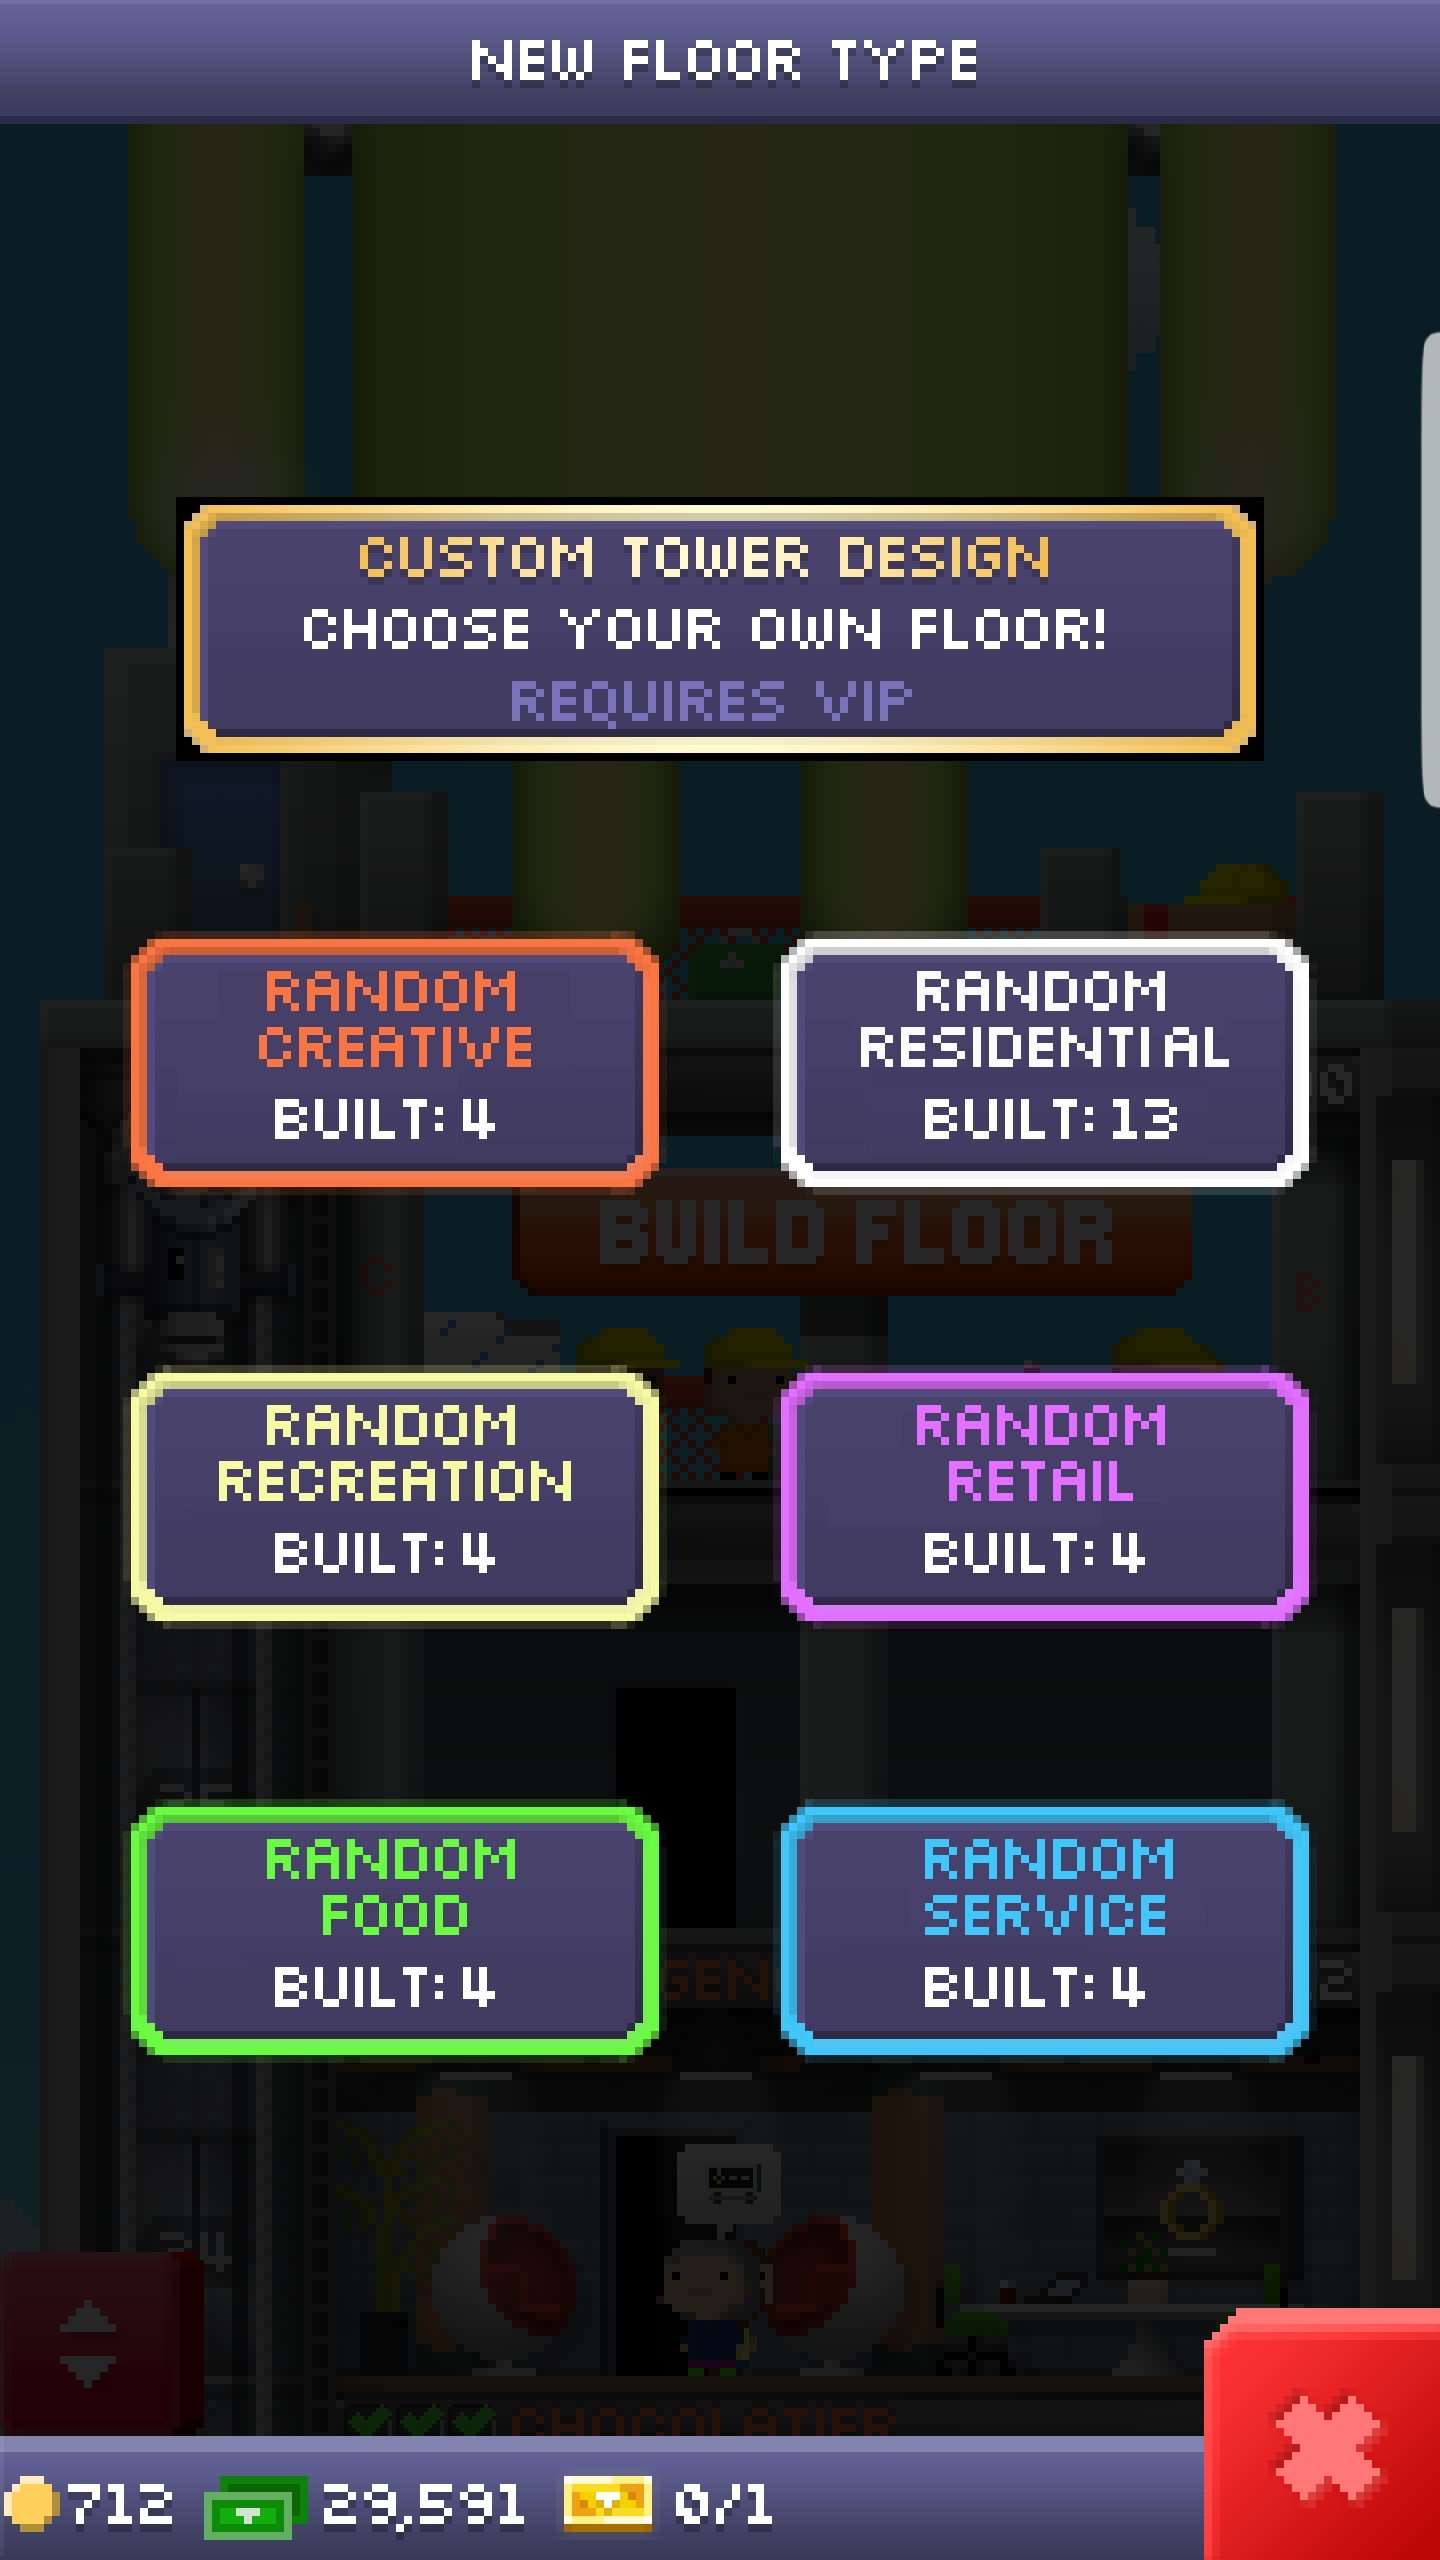 NEW FLOOR TYPE
CUSTOM TOWER DESIGN
CHOOSE YOUR OWN FLOOR!
REQUIRES VIP
RANDOM
CREATIVE
BUILT: 4
RANDOM
RESIDENTIAL
BUILT: 13
BUILD FLOOR
RANDOM
RECREATION
BUILT: 4
RANDOM
RETAIL
BUILT: 4
RANDOM
FOOD
BUILT: 4
RANDOM
SERVICE
BUILT: 4
CHOCOLATIER
712 29,591 0/1